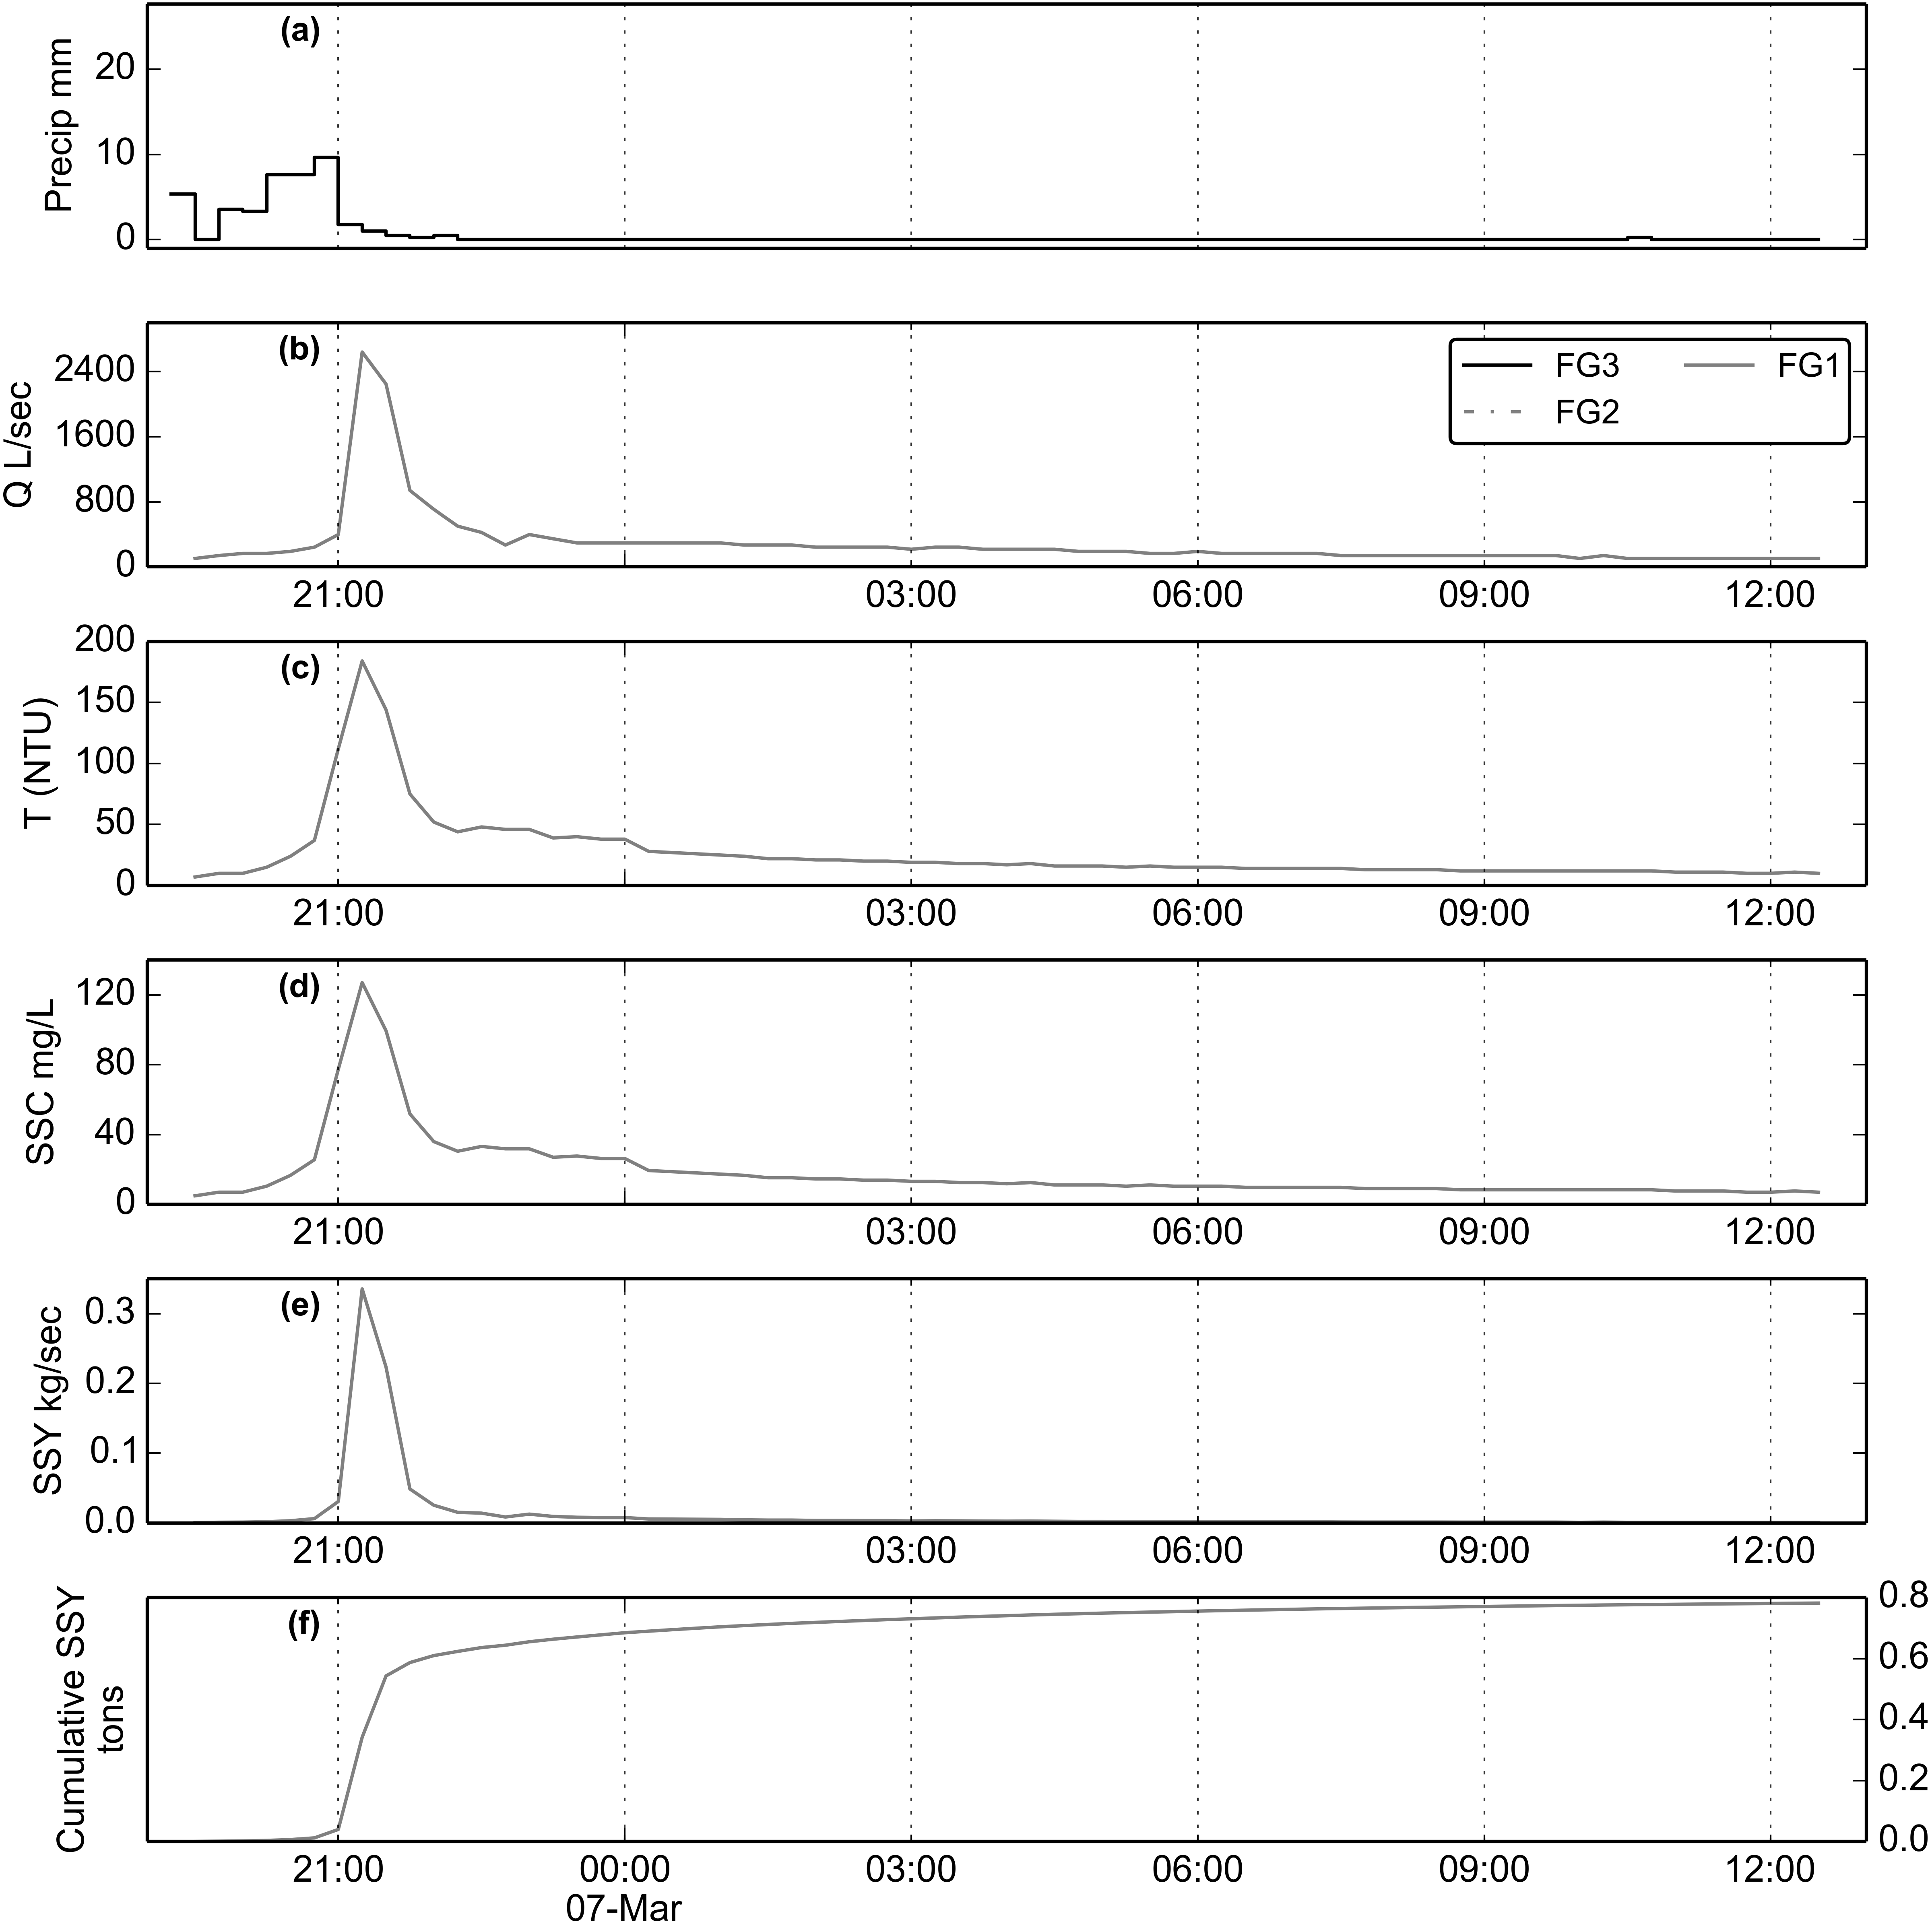 (a)
Precip mm
20
10
0
(b)
Q L/sec
2400
1600
800
0
FG3 FG1
FG2
21:00 03:00 06:00 09:00 12:00
(c)
T (NTU)
200
150
100
50
0
21:00 03:00 06:00 09:00 12:00
(d)
SSC mg/L
120
80
40
0
21:00 03:00 06:00 09:00 12:00
(e)
SSY kg/sec
0.3
0.2
0.1
0.0
21:00 03:00 06:00 09:00 12:00
(f)
Cumulative SSY
tons
0.8
0.6
0.4
0.2
0.0
21:00 00:00 03:00 06:00 09:00 12:00
07-Mar